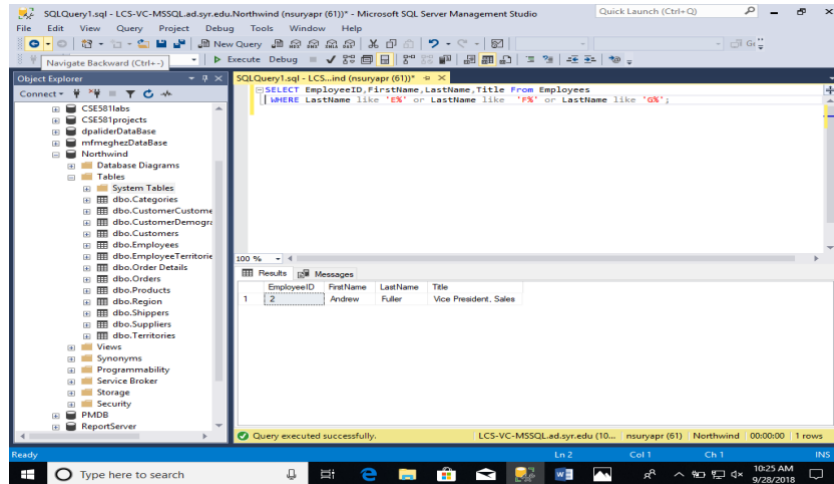 SQLQuery1.sql - LCS-VC-MSSQL.ad.syr.edu.Northwind (nsuryapr (61))* - Microsoft SQL Server Management Studio
Quick Launch (Ctrl+Q)
File Edit View Query Project Debug Tools Window Help
New Query
Navigate Backward (Ctrl+-)
Execute Debug
Object Explorer
SQLQuery1.sql - LCS...ind (nsuryapr (61))*
Connect
CSE581labs
CSE581projects
dpaliderDataBase
mfmeghezDataBase
Northwind
Database Diagrams
Tables
System Tables
dbo.Categories
dbo.CustomerCustome
dbo.CustomerDemogra
dbo.Customers
dbo.Employees
dbo.EmployeeTerritorie
dbo.Order Details
dbo.Orders
dbo.Products
dbo.Region
dbo.Shippers
dbo.Suppliers
dbo.Territories
Views
Synonyms
Programmability
Service Broker
Storage
Security
PMDB
ReportServer
SELECT EmployeeID,FirstName,LastName,Title From Employees
WHERE LastName like 'E%' or LastName like 'F%' or LastName like 'G%';
100 %
Results Messages
EmployeeID FirstName LastName Title
1 2 Andrew Fuller Vice President, Sales
Query executed successfully.
LCS-VC-MSSQL.ad.syr.edu (10... nsuryapr (61) Northwind 00:00:00 1 rows
Ready Ln 2 Col 1 Ch 1 INS
Type here to search
10:25 AM
9/28/2018